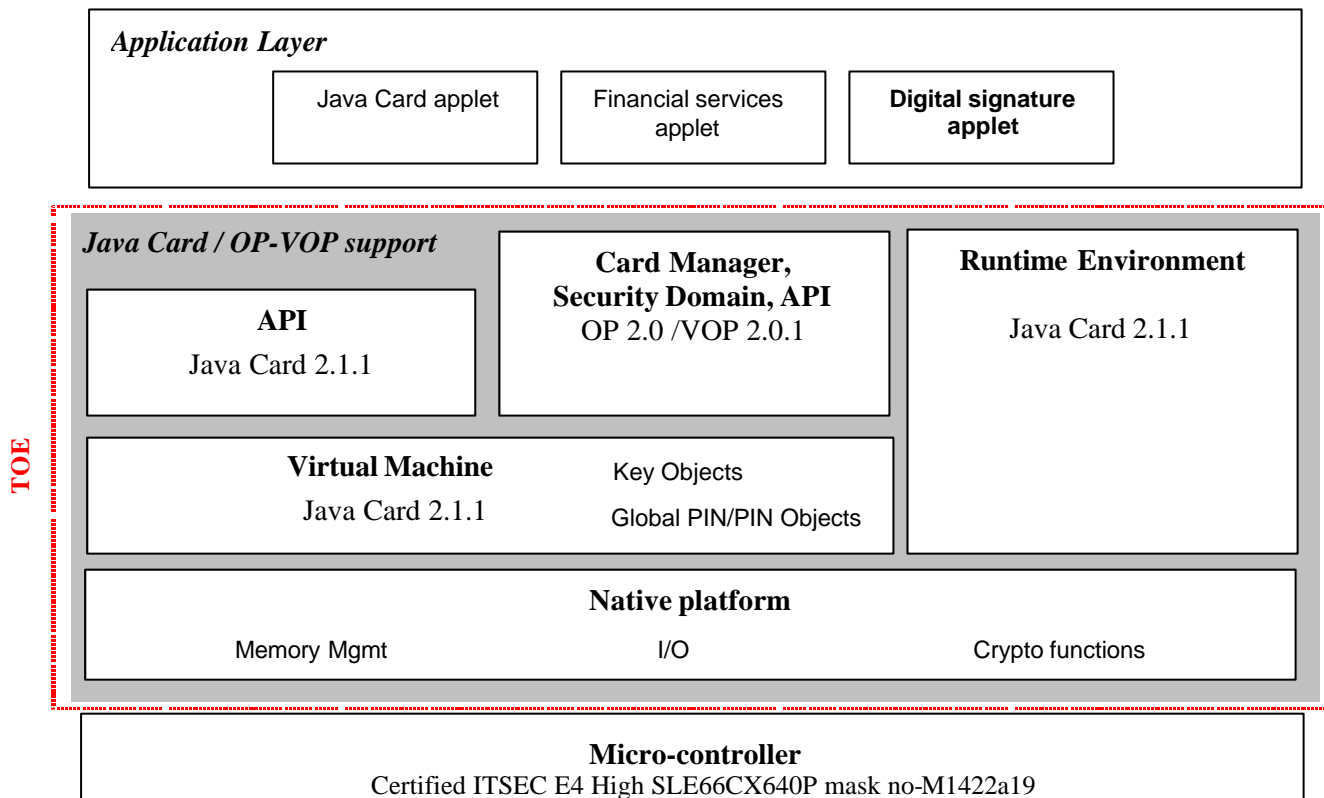 Application Layer
Java Card applet
Financial services
applet
Digital signature
applet
Java Card / OP-VOP support
API
Java Card 2.1.1
Card Manager,
Security Domain, API
OP 2.0 /VOP 2.0.1
Runtime Environment
Java Card 2.1.1
TOE
Virtual Machine
Java Card 2.1.1
Key Objects
Global PIN/PIN Objects
Native platform
Memory Mgmt
I/O
Crypto functions
Micro-controller
Certified ITSEC E4 High SLE66CX640P mask no-M1422a19